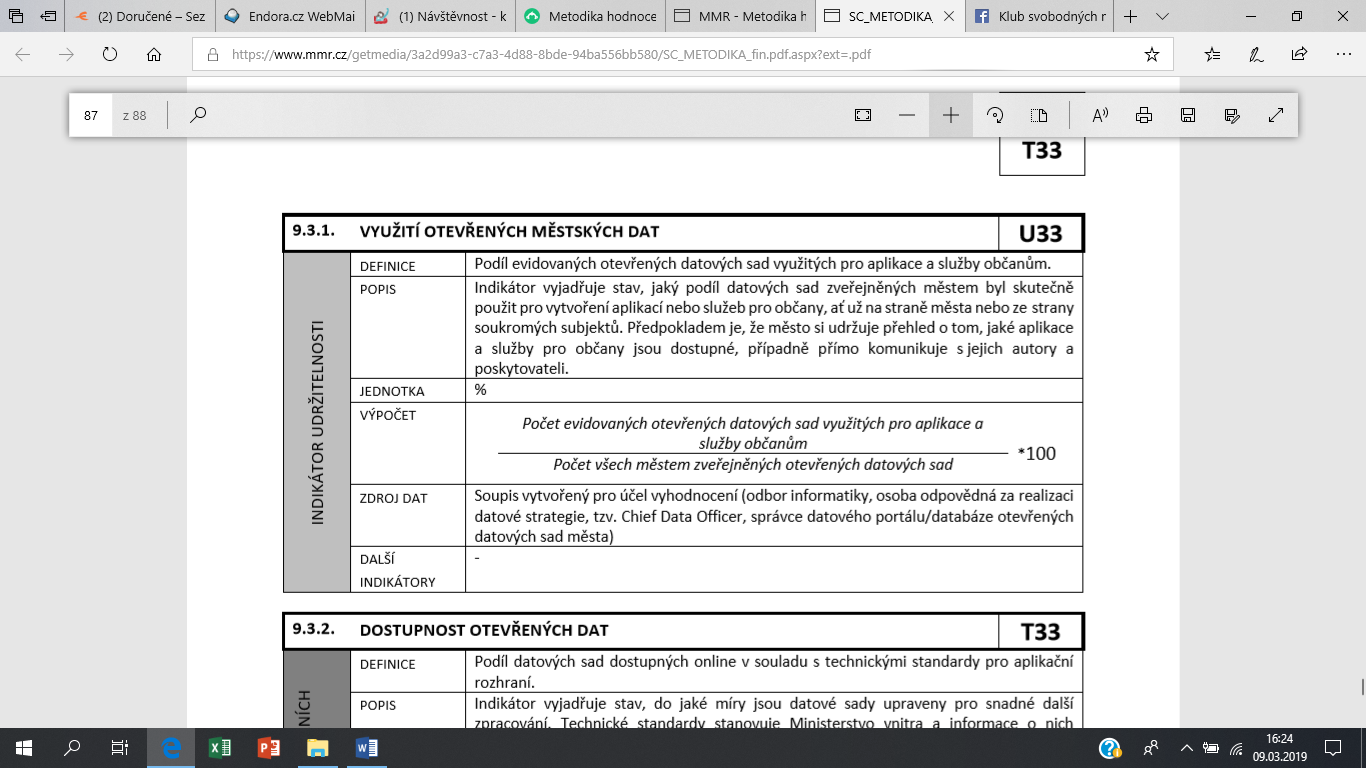 (2) Doručené – Sez
Endora.cz WebMai
(1) Návštěvnost - k
Metodika hodnoce
MMR - Metodika h
SC_METODIKA_
Klub svobodných r
https://www.mmr.cz/getmedia/3a2d99a3-c7a3-4d88-8bde-94ba556bb580/SC_METODIKA_fin.pdf.aspx?ext=.pdf
87 z 88
T33
9.3.1. VYUŽITÍ OTEVŘENÝCH MĚSTSKÝCH DAT U33
INDIKÁTOR UDRŽITELNOSTI
DEFINICE Podíl evidovaných otevřených datových sad využitých pro aplikace a služby občanům.
POPIS Indikátor vyjadřuje stav, jaký podíl datových sad zveřejněných městem byl skutečně
použit pro vytvoření aplikací nebo služeb pro občany, ať už na straně města nebo ze strany
soukromých subjektů. Předpokladem je, že město si udržuje přehled o tom, jaké aplikace
a služby pro občany jsou dostupné, případně přímo komunikuje s jejich autory a
poskytovateli.
JEDNOTKA %
VÝPOČET Počet evidovaných otevřených datových sad využitých pro aplikace a
služby občanům
Počet všech městem zveřejněných otevřených datových sad
*100
ZDROJ DAT Soupis vytvořený pro účel vyhodnocení (odbor informatiky, osoba odpovědná za realizaci
datové strategie, tzv. Chief Data Officer, správce datového portálu/databáze otevřených
datových sad města)
DALŠÍ -
INDIKÁTORY
9.3.2. DOSTUPNOST OTEVŘENÝCH DAT T33
NÍCH
DEFINICE Podíl datových sad dostupných online v souladu s technickými standardy pro aplikační
rozhraní.
POPIS Indikátor vyjadřuje stav, do jaké míry jsou datové sady upraveny pro snadné další
zpracování. Technické standardy stanovuje Ministerstvo vnitra a informace o nich
16:24
09.03.2019